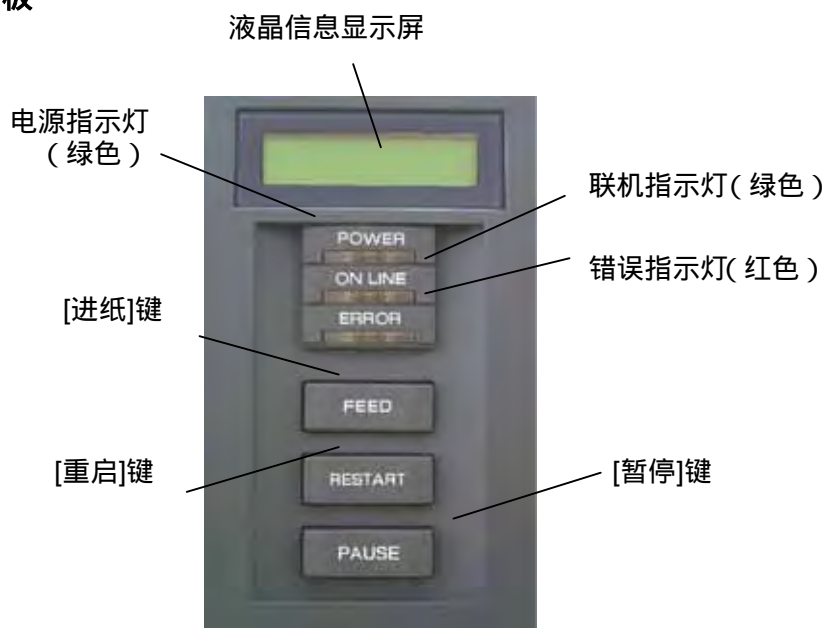 板
液晶信息显示屏
电源指示灯
（绿色）
联机指示灯(绿色)
错误指示灯(红色)
[进纸]键
[重启]键
[暂停]键
POWER
ON LINE
ERROR
FEED
RESTART
PAUSE